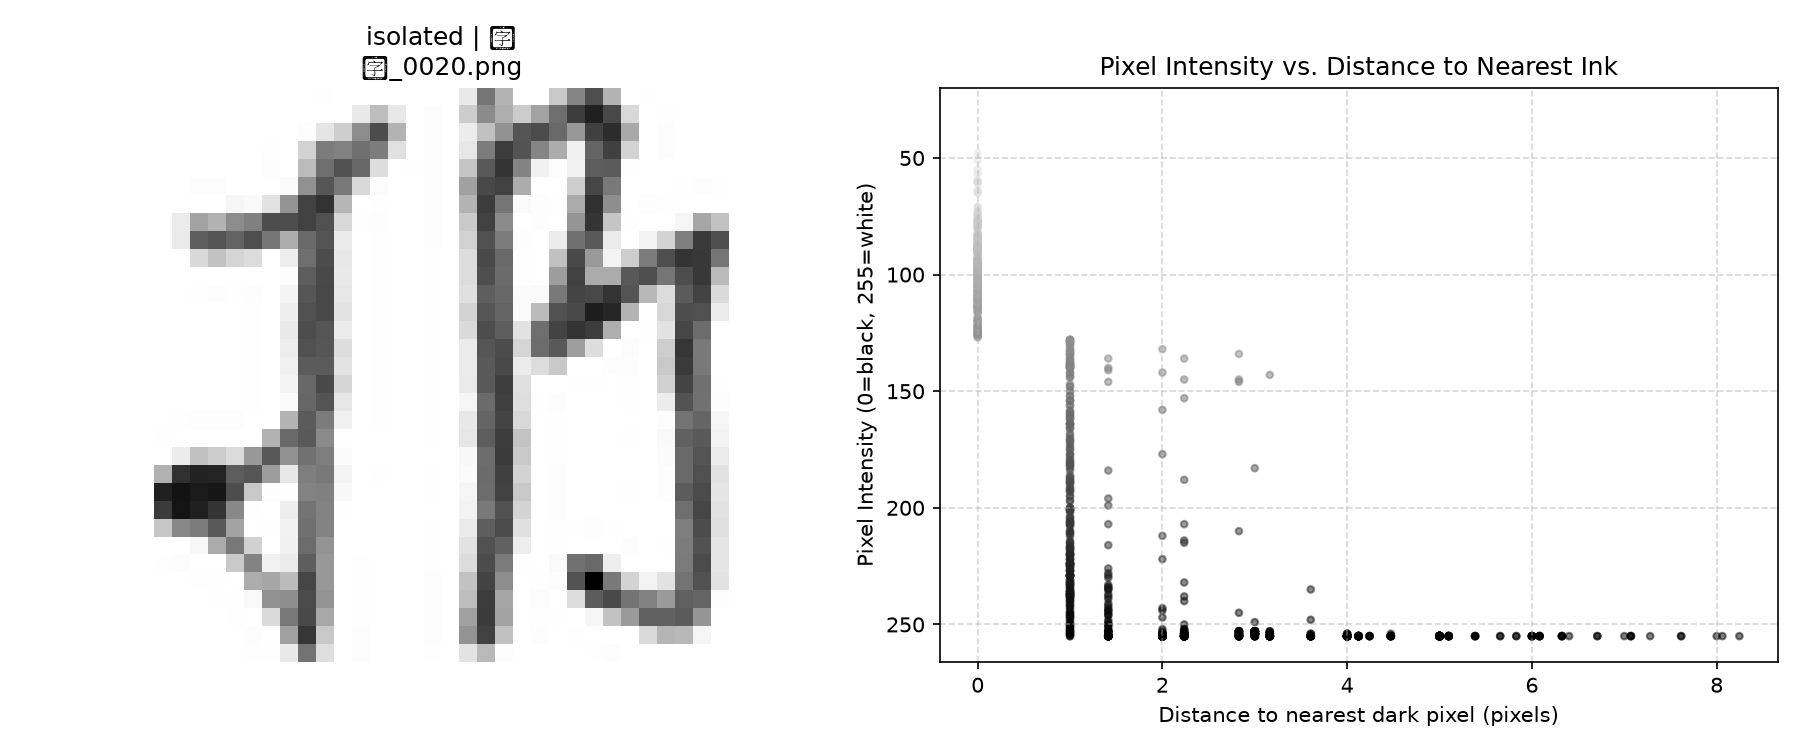 isolated |
_0020.png
Pixel Intensity vs. Distance to Nearest Ink
Pixel Intensity (0=black, 255=white)
50
100
150
200
250
0 2 4 6 8
Distance to nearest dark pixel (pixels)